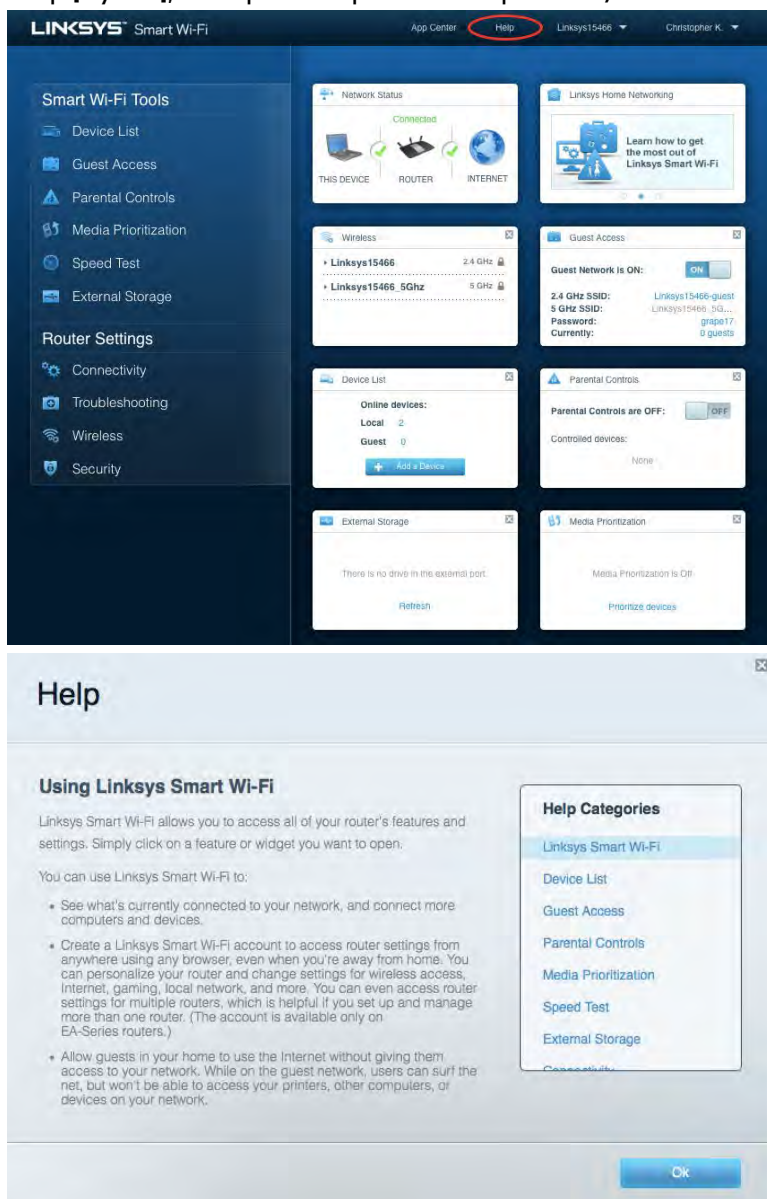 LINKSYS™ Smart Wi-Fi
App Center
Help
Linksys15466
Christopher K.
Smart Wi-Fi Tools
Device List
Guest Access
Parental Controls
Media Prioritization
Speed Test
External Storage
Router Settings
Connectivity
Troubleshooting
Wireless
Security
Network Status
Connected
THIS DEVICE
ROUTER
INTERNET
Linksys Home Networking
Learn how to get
the most out of
Linksys Smart Wi-Fi
Wireless
Linksys15466 2.4 GHz
Linksys15466_5Ghz 5 GHz
Guest Access
Guest Network is ON: ON
2.4 GHz SSID: Linksys15466-guest
5 GHz SSID: Linksys15466_5G...
Password: grape17
Currently: 0 guests
Device List
Online devices:
Local 2
Guest 0
Add a Device
Parental Controls
Parental Controls are OFF: OFF
Controlled devices:
None
External Storage
There is no drive in the external port.
Refresh
Media Prioritization
Media Prioritization is Off
Prioritize devices
Help
Using Linksys Smart Wi-Fi
Linksys Smart Wi-Fi allows you to access all of your router's features and
settings. Simply click on a feature or widget you want to open.
You can use Linksys Smart Wi-Fi to:
• See what's currently connected to your network, and connect more
computers and devices.
• Create a Linksys Smart Wi-Fi account to access router settings from
anywhere using any browser, even when you're away from home. You
can personalize your router and change settings for wireless access,
Internet, gaming, local network, and more. You can even access router
settings for multiple routers, which is helpful if you set up and manage
more than one router. (The account is available only on
EA-Series routers.)
• Allow guests in your home to use the Internet without giving them
access to your network. While on the guest network, users can surf the
net, but won't be able to access your printers, other computers, or
devices on your network.
Help Categories
Linksys Smart Wi-Fi
Device List
Guest Access
Parental Controls
Media Prioritization
Speed Test
External Storage
Connectivity
Ok